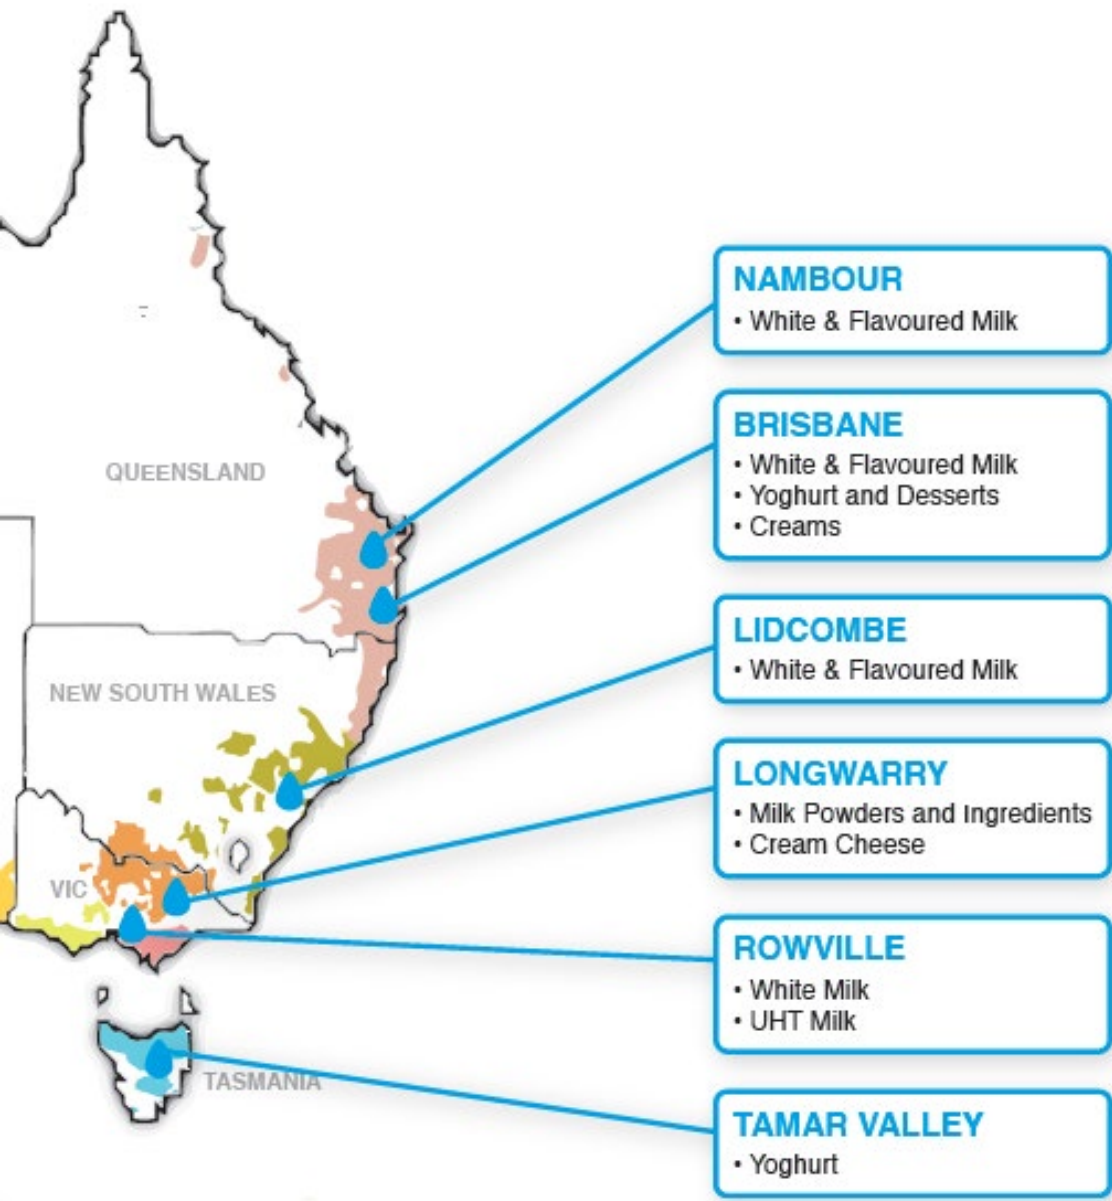 NAMBOUR
• White & Flavoured Milk
BRISBANE
• White & Flavoured Milk
• Yoghurt and Desserts
• Creams
QUEENSLAND
LIDCOMBE
• White & Flavoured Milk
NEW SOUTH WALES
LONGWARRY
• Milk Powders and Ingredients
• Cream Cheese
VIC
ROWVILLE
• White Milk
• UHT Milk
TASMANIA
TAMAR VALLEY
• Yoghurt